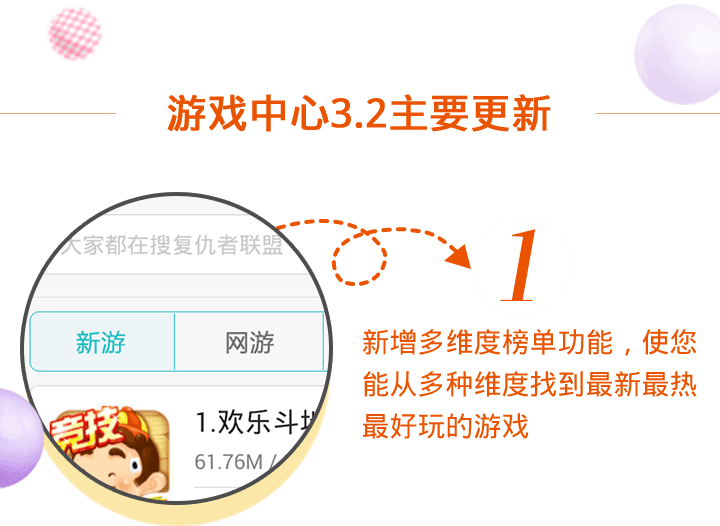 游戏中心3.2主要更新
大家都在搜复仇者联盟
新游
网游
1
新增多维度榜单功能，使您
能从多种维度找到最新最热
最好玩的游戏
竞技
1.欢乐斗地
61.76M /